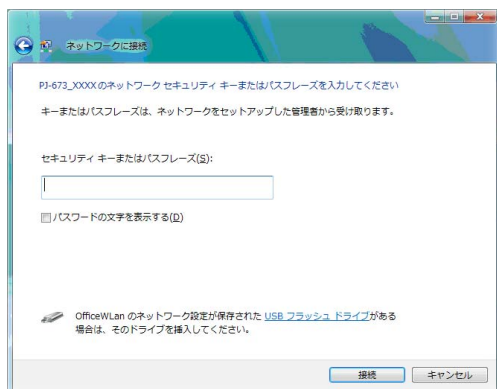 ネットワークに接続
PJ-673_XXXXのネットワーク セキュリティ キーまたはパスフレーズを入力してください
キーまたはパスフレーズは、ネットワークをセットアップした管理者から受け取ります。
セキュリティ キーまたはパスフレーズ(S):
パスワードの文字を表示する(D)
OfficeWLan のネットワーク設定が保存された USB フラッシュ ドライブがある
場合は、そのドライブを挿入してください。
接続 キャンセル